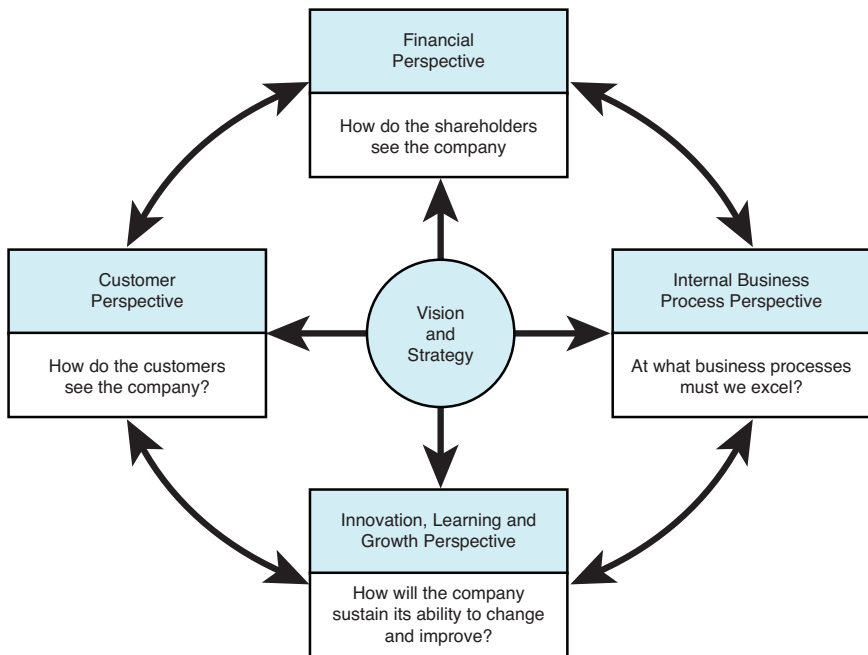 Financial
Perspective
How do the shareholders
see the company
Customer
Perspective
How do the customers
see the company?
Vision
and
Strategy
Internal Business
Process Perspective
At what business processes
must we excel?
Innovation, Learning and
Growth Perspective
How will the company
sustain its ability to change
and improve?